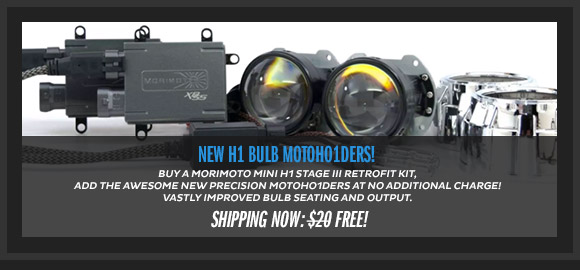 MORIMOTO
NEW H1 BULB MOTOHO1DERS!
BUY A MORIMOTO MINI H1 STAGE III RETROFIT KIT,
ADD THE AWESOME NEW PRECISION MOTOHO1DERS AT NO ADDITIONAL CHARGE!
VASTLY IMPROVED BULB SEATING AND OUTPUT.
SHIPPING NOW: $20 FREE!